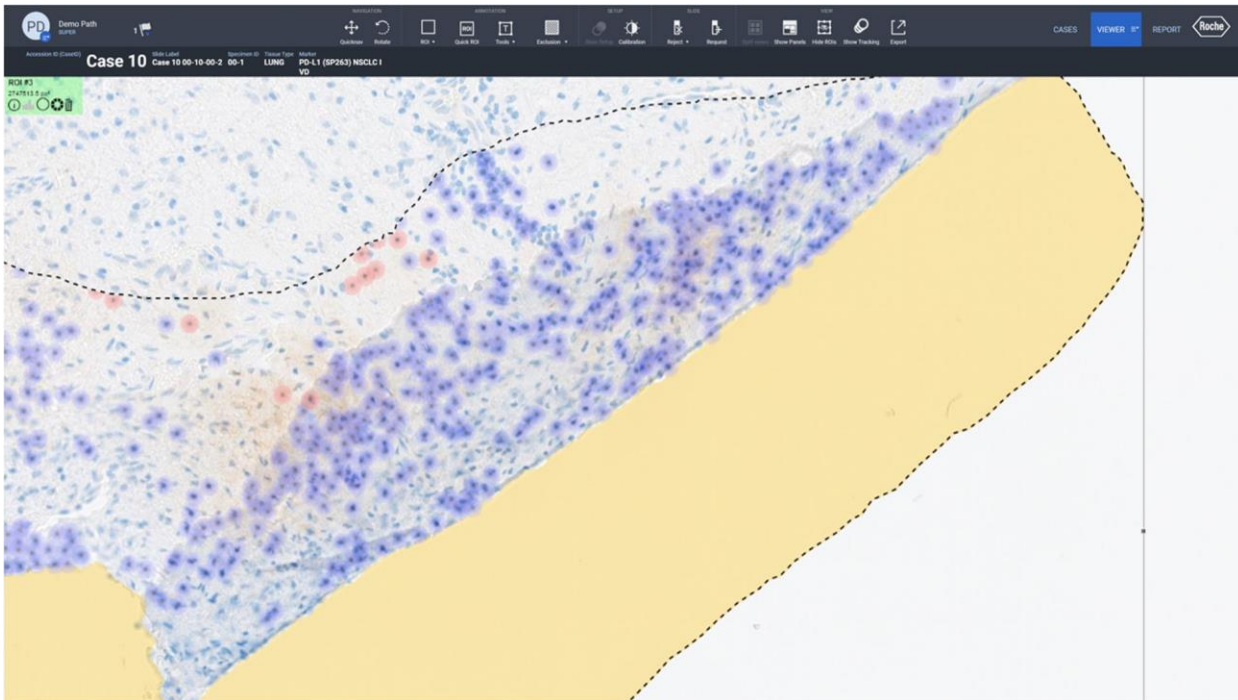 PD
Demo Path
SUPER
1
NAVIGATION
Quickmav
Rotate
ANNOTATION
ROI
Quick ROI
Tools
Exclusion
SETUP
Calibration
SLIDE
Reject
Request
VIEW
Show Panels
Hide ROIs
Show Tracking
Export
CASES
VIEWER
REPORT
Roche
Accession ID (CaseID)
Case 10
Slide Label
Case 10 00-10-00-2
Specimen ID
00-1
Tissue Type
LUNG
Marker
PD-L1 (SP263) NSCLC I
VD
ROI #3